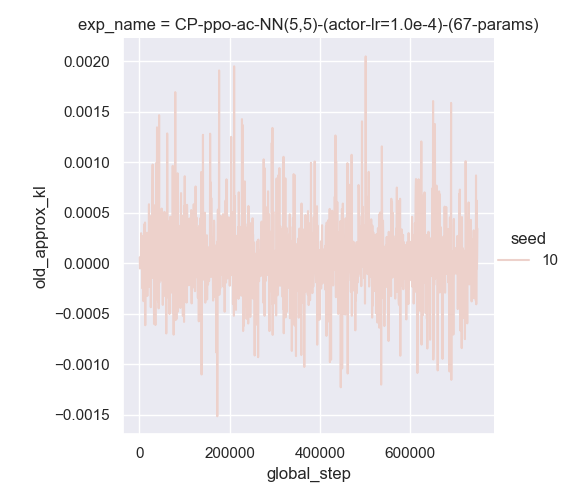 exp_name = CP-ppo-ac-NN(5,5)-(actor-lr=1.0e-4)-(67-params)
0.0020
0.0015
0.0010
0.0005
0.0000
−0.0005
−0.0010
−0.0015
old_approx_kl
seed
10
0 200000 400000 600000
global_step